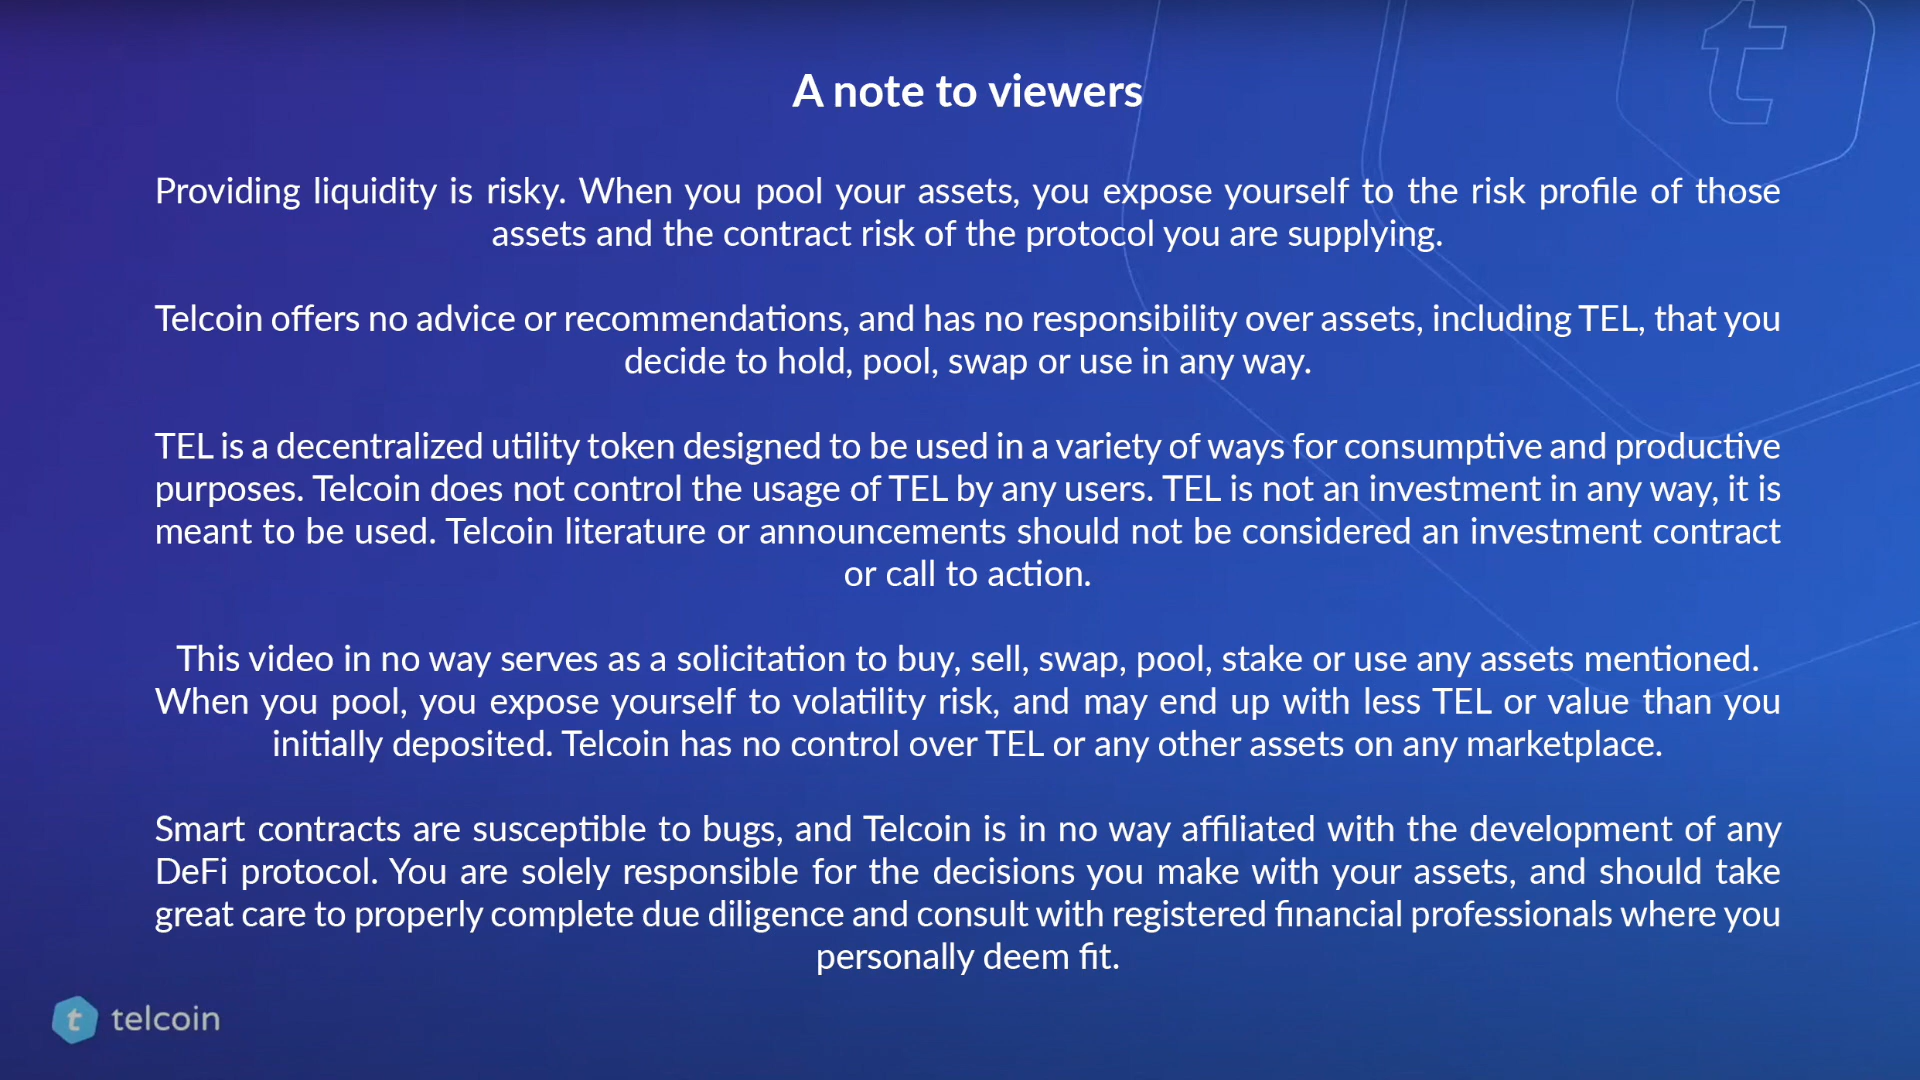 A note to viewers
Providing liquidity is risky. When you pool your assets, you expose yourself to the risk profile of those
assets and the contract risk of the protocol you are supplying.
Telcoin offers no advice or recommendations, and has no responsibility over assets, including TEL, that you
decide to hold, pool, swap or use in any way.
TEL is a decentralized utility token designed to be used in a variety of ways for consumptive and productive
purposes. Telcoin does not control the usage of TEL by any users. TEL is not an investment in any way, it is
meant to be used. Telcoin literature or announcements should not be considered an investment contract
or call to action.
This video in no way serves as a solicitation to buy, sell, swap, pool, stake or use any assets mentioned.
When you pool, you expose yourself to volatility risk, and may end up with less TEL or value than you
initially deposited. Telcoin has no control over TEL or any other assets on any marketplace.
Smart contracts are susceptible to bugs, and Telcoin is in no way affiliated with the development of any
DeFi protocol. You are solely responsible for the decisions you make with your assets, and should take
great care to properly complete due diligence and consult with registered financial professionals where you
personally deem fit.
t telcoin